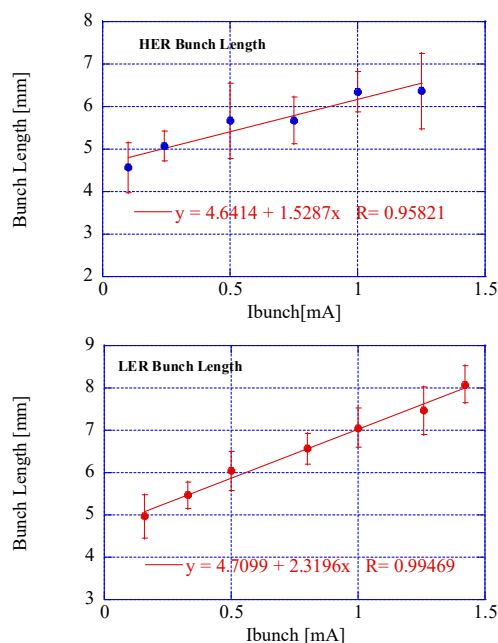 HER Bunch Length
Bunch Length [mm]
8
7
6
5
4
3
2
y = 4.6414 + 1.5287x R= 0.95821
0 0.5 1 1.5
Ibunch[mA]
LER Bunch Length
Bunch Length [mm]
9
8
7
6
5
4
3
y = 4.7099 + 2.3196x R= 0.99469
0 0.5 1 1.5
Ibunch [mA]